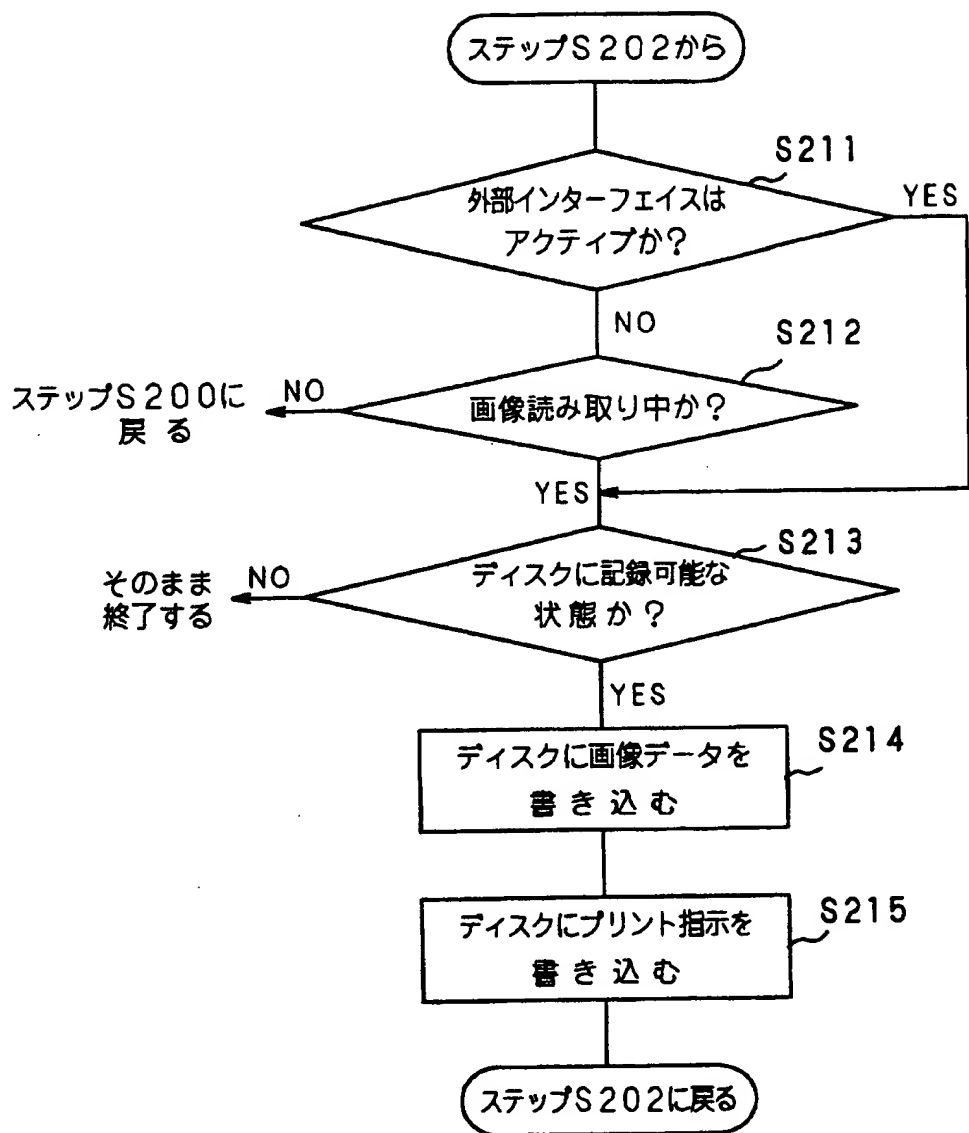 ステップS202から
S211
外部インターフェイスは
アクティブか?
YES
NO
S212
画像読み取り中か?
NO
ステップS200に
戻る
YES
S213
ディスクに記録可能な
状態か?
NO
そのまま
終了する
YES
S214
ディスクに画像データを
書き込む
S215
ディスクにプリント指示を
書き込む
ステップS202に戻る